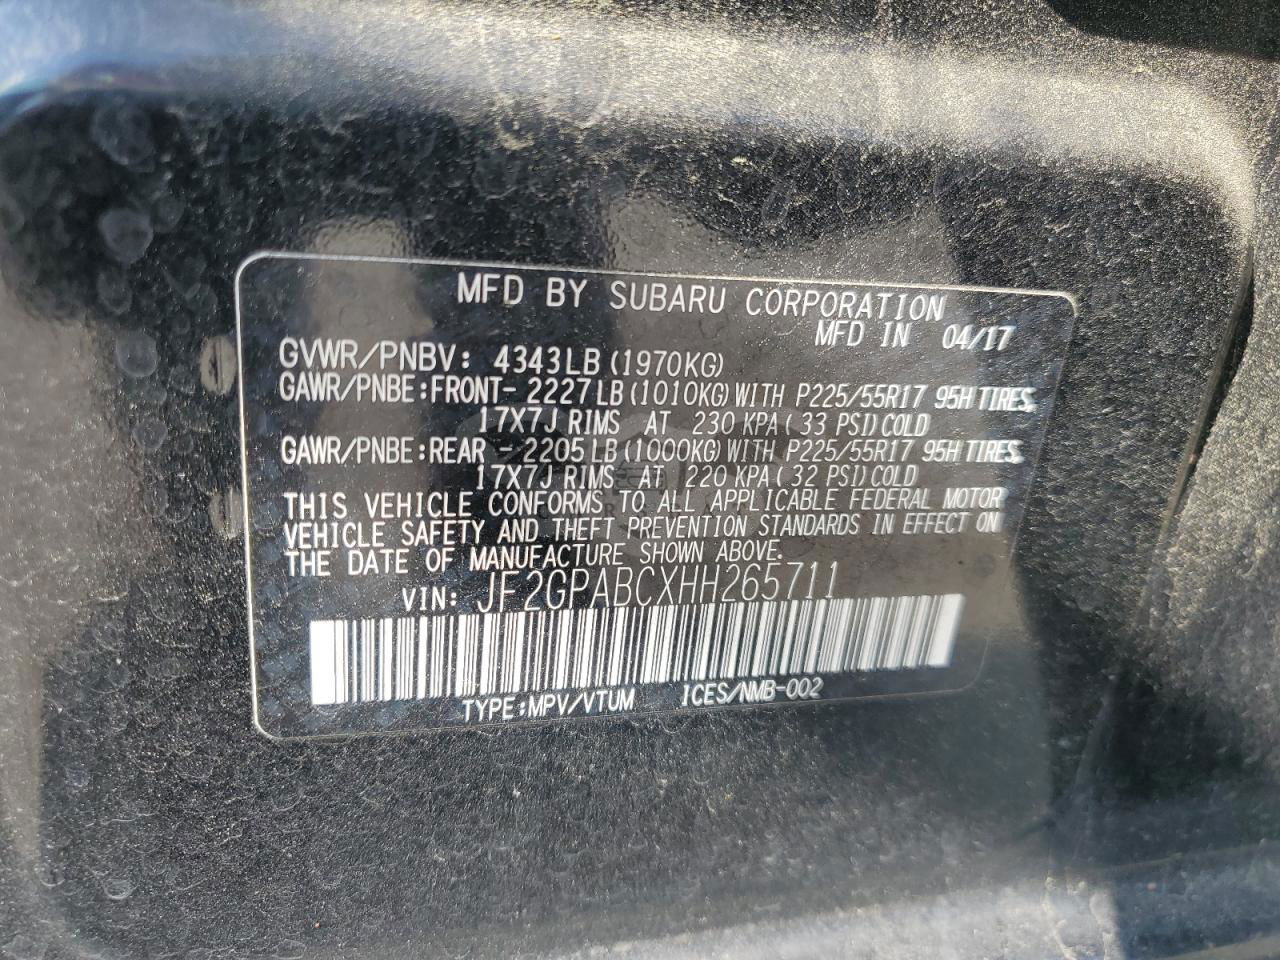 MFD BY SUBARU CORPORATION
MFD IN 04/17
GVWR/PNBV: 4343LB (1970KG)
GAWR/PNBE:FRONT- 2227 LB (1010KG) WITH P225/55R17 95H TIRES,
17X7J RIMS AT 230 KPA (33 PSI) COLD
GAWR/PNBE:REAR - 2205 LB (1000KG) WITH P225/55R17 95H TIRES,
17X7J RIMS AT 220 KPA (32 PSI) COLD
THIS VEHICLE CONFORMS TO ALL APPLICABLE FEDERAL MOTOR
VEHICLE SAFETY AND THEFT PREVENTION STANDARDS IN EFFECT ON
THE DATE OF MANUFACTURE SHOWN ABOVE.
VIN: JF2GPABCXHH265711
TYPE:MPV/VTUM ICES/NMB-002